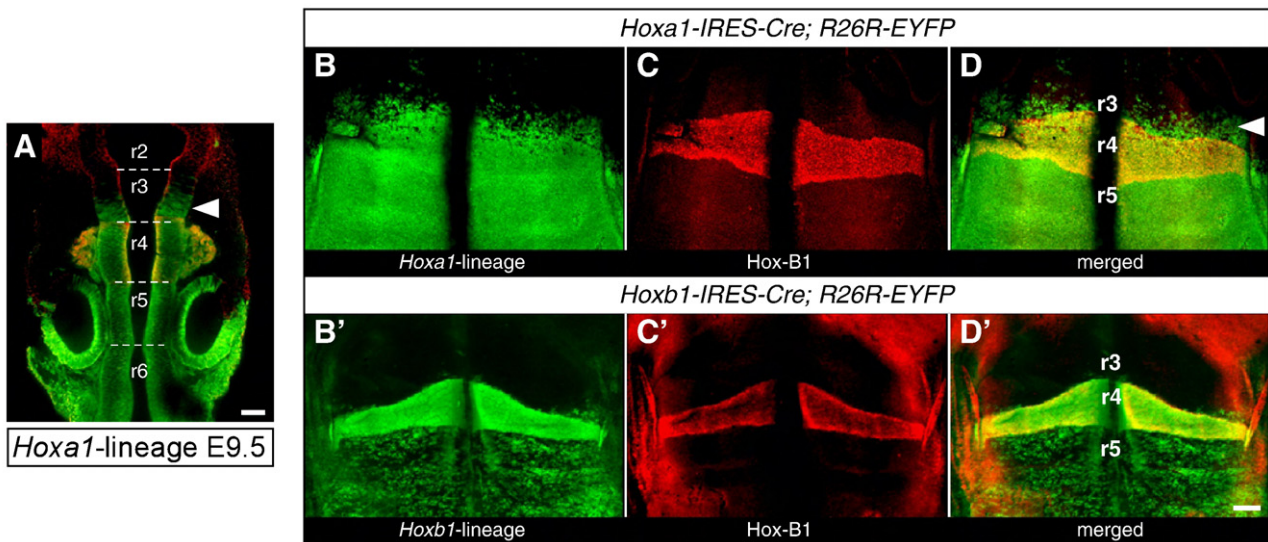 A
r2
r3
r4
r5
r6
Hoxa1-lineage E9.5
Hoxa1-IRES-Cre; R26R-EYFP
B
C
D
r3
r4
r5
Hoxa1-lineage
Hox-B1
merged
Hoxb1-IRES-Cre; R26R-EYFP
B’
C’
D’
r3
r4
r5
Hoxb1-lineage
Hox-B1
merged